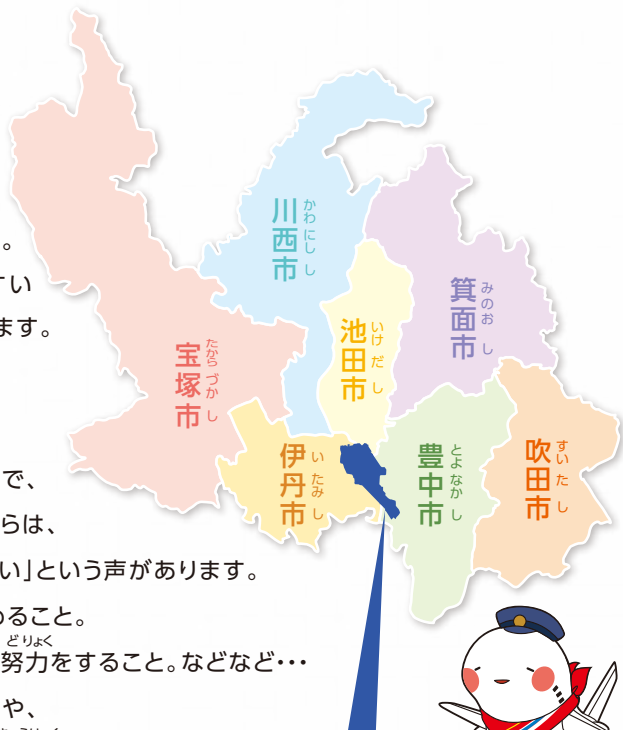 川西市
かわにし し
箕面市
みのお し
池田市
いけ だ し
宝塚市
たからづか し
伊丹市
い たみ し
豊中市
とよなか し
吹田市
すい た し
。
すい
ます。
で、
らは、
い」という声があります。
ること。
努力をすること。などなど・・・
どりょく
や、